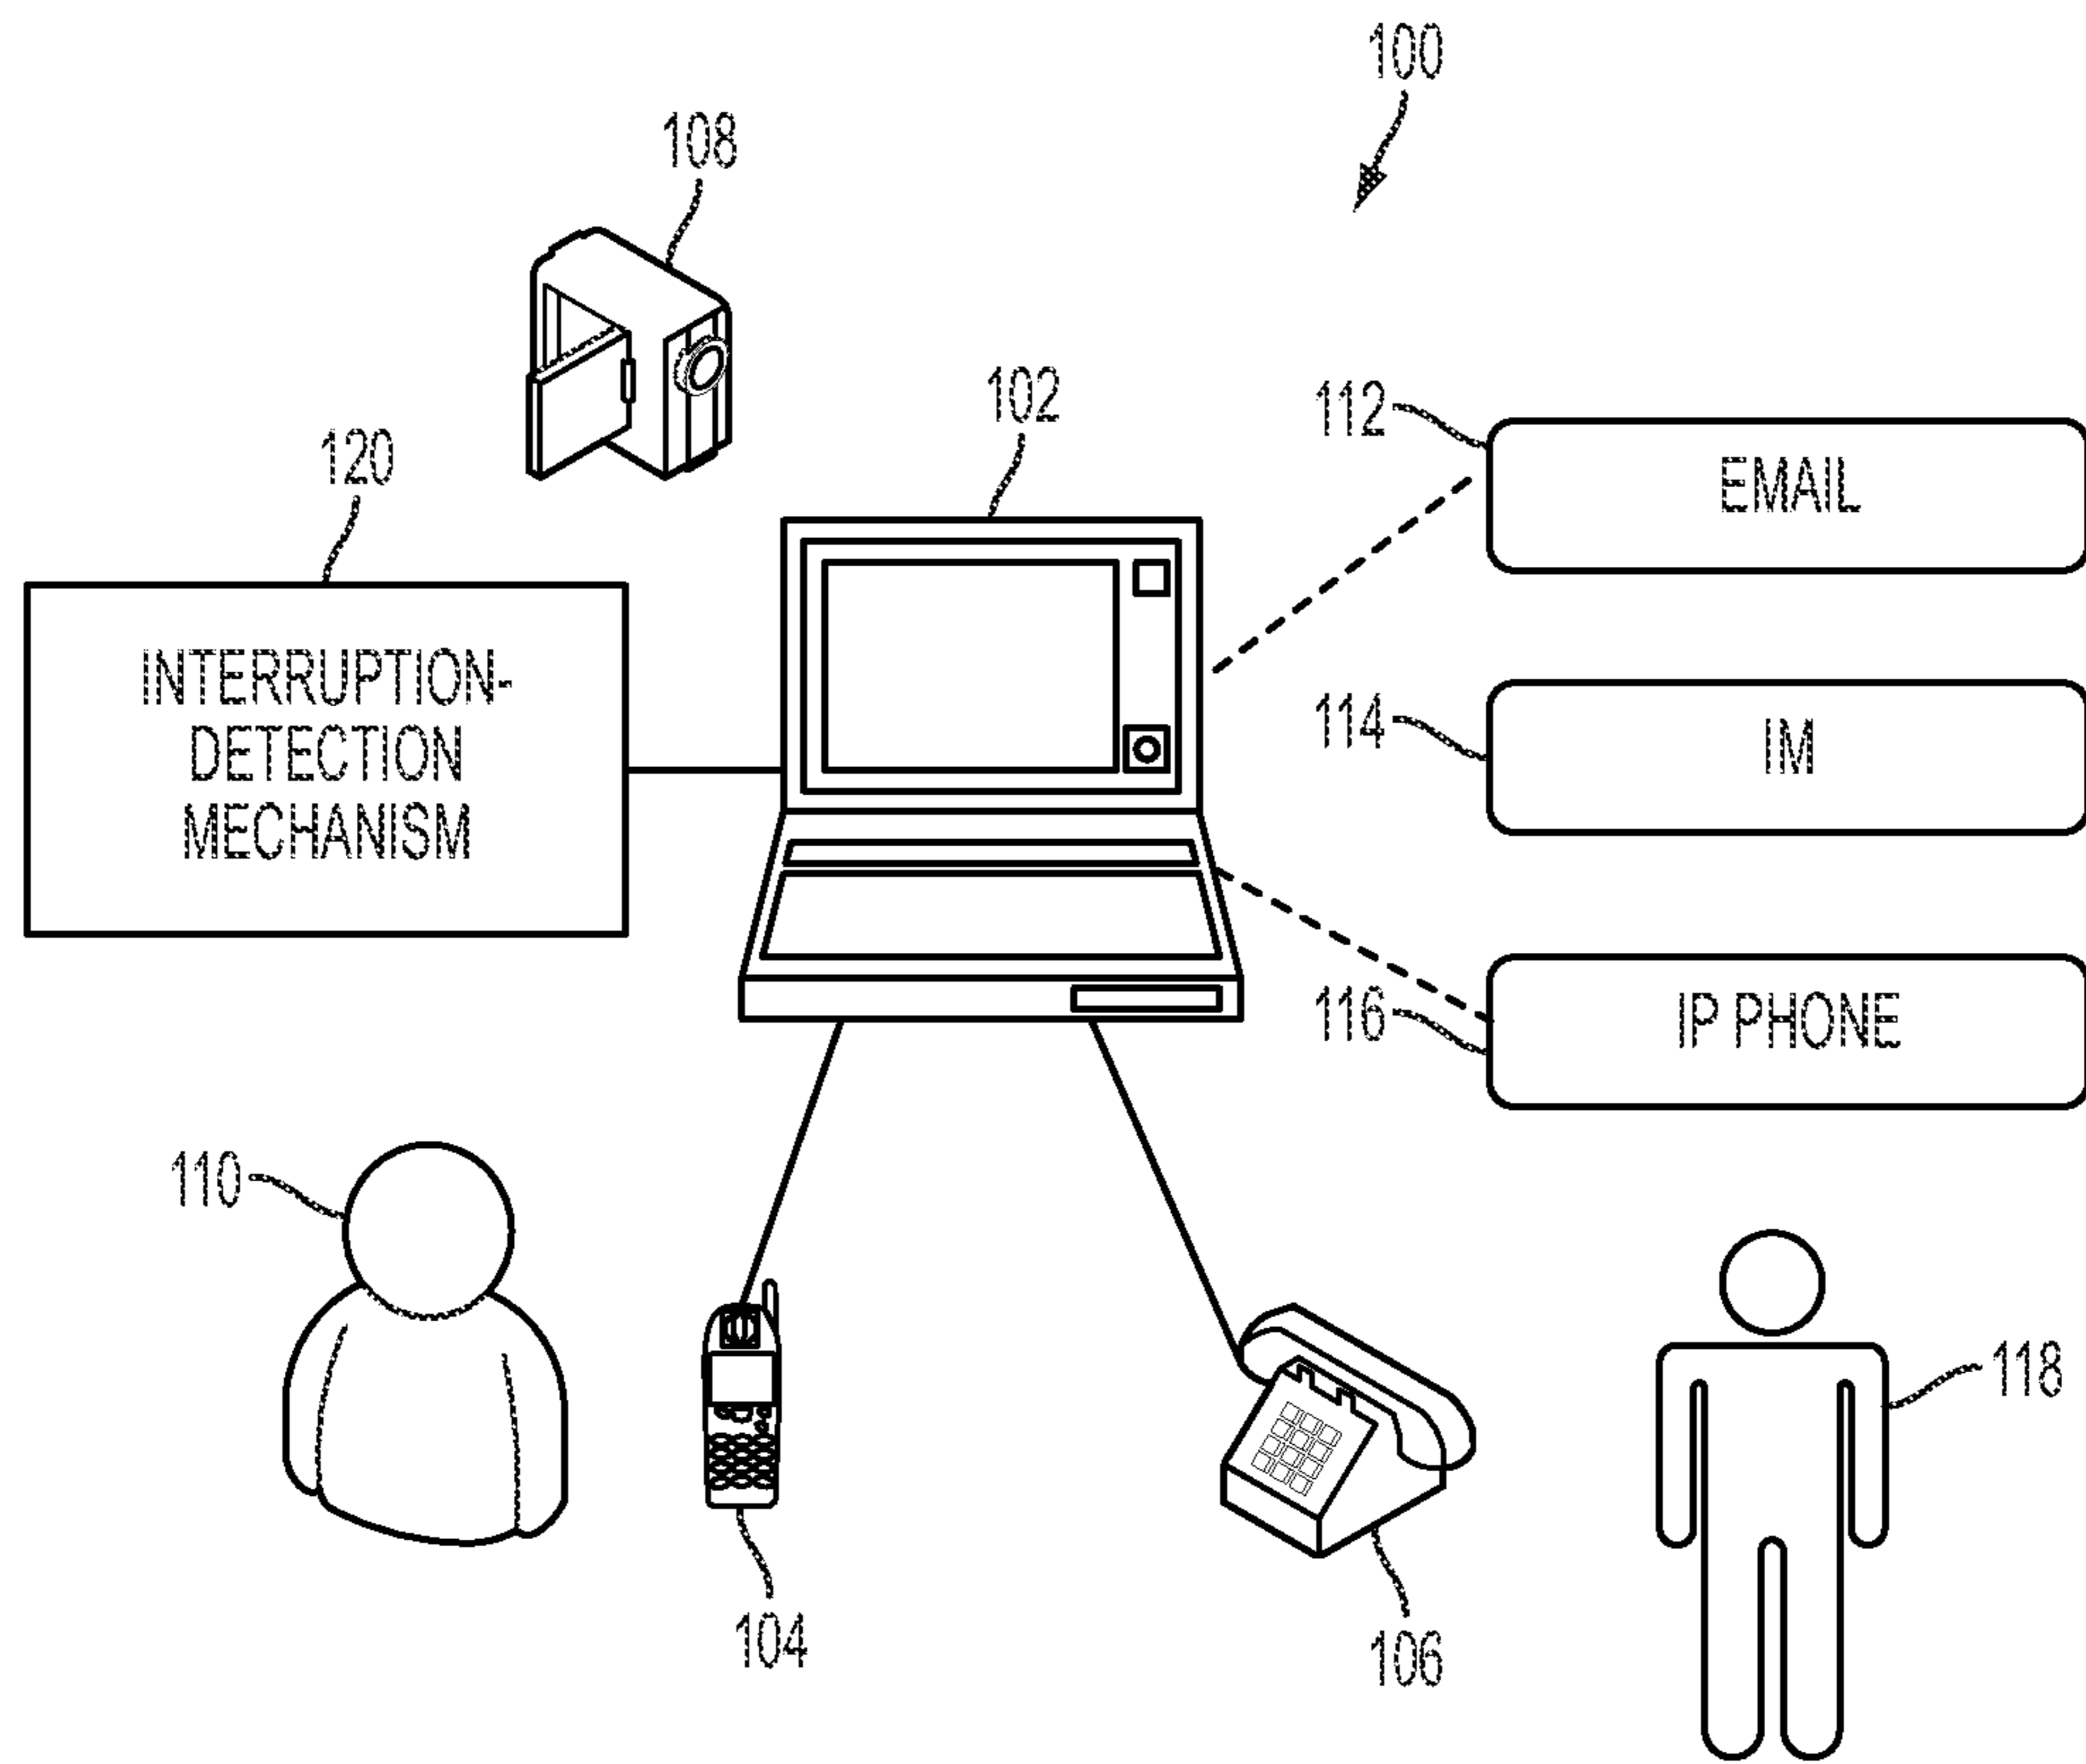 100
108
102
112
EMAIL
120
INTERRUPTION-
DETECTION
MECHANISM
114
IM
116
IP PHONE
110
118
104
106